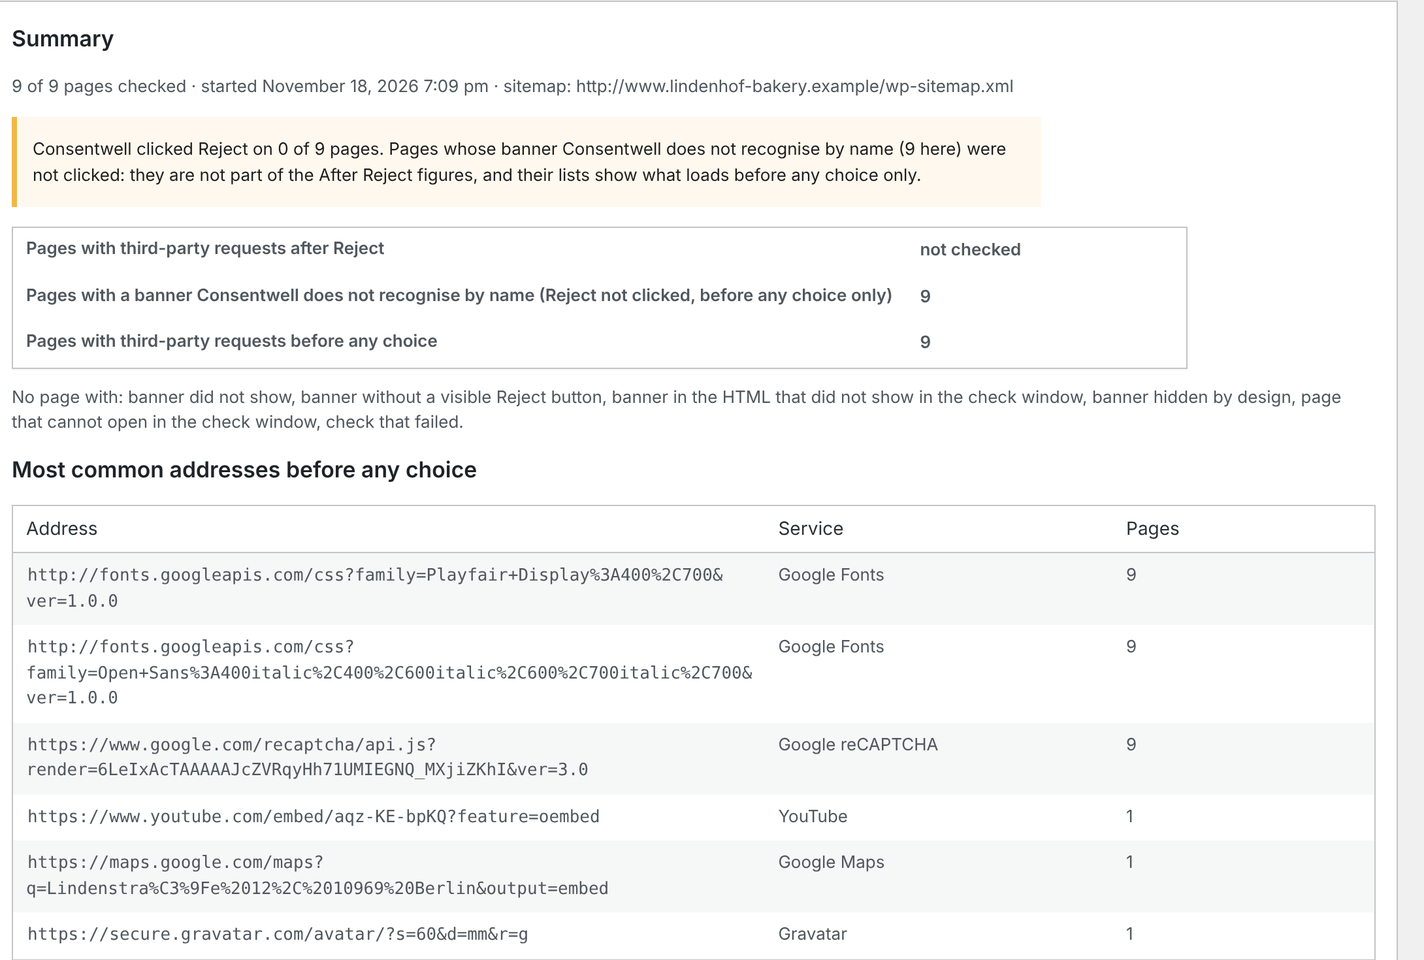 Summary
9 of 9 pages checked · started November 18, 2026 7:09 pm · sitemap: http://www.lindenhof-bakery.example/wp-sitemap.xml
Consentwell clicked Reject on 0 of 9 pages. Pages whose banner Consentwell does not recognise by name (9 here) were
not clicked: they are not part of the After Reject figures, and their lists show what loads before any choice only.
Pages with third-party requests after Reject not checked
Pages with a banner Consentwell does not recognise by name (Reject not clicked, before any choice only) 9
Pages with third-party requests before any choice 9
No page with: banner did not show, banner without a visible Reject button, banner in the HTML that did not show in the check window, banner hidden by design, page
that cannot open in the check window, check that failed.
Most common addresses before any choice
Address Service Pages
http://fonts.googleapis.com/css?family=Playfair+Display%3A400%2C700& Google Fonts 9
ver=1.0.0
http://fonts.googleapis.com/css? Google Fonts 9
family=Open+Sans%3A400italic%2C400%2C600italic%2C600%2C700italic%2C700&
ver=1.0.0
https://www.google.com/recaptcha/api.js? Google reCAPTCHA 9
render=6LeIxAcTAAAAAJcZVRqyHh71UMIEGNQ_MXjiZKhI&ver=3.0
https://www.youtube.com/embed/aqz-KE-bpKQ?feature=oembed YouTube 1
https://maps.google.com/maps? Google Maps 1
q=Lindenstra%C3%9Fe%2012%2C%2010969%20Berlin&output=embed
https://secure.gravatar.com/avatar/?s=60&d=mm&r=g Gravatar 1